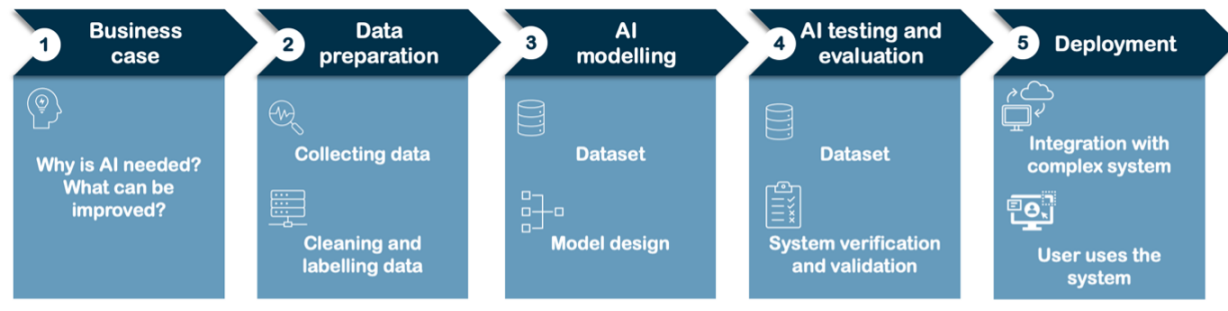 1
Business
case
Why is AI needed?
What can be
improved?
2
Data
preparation
Collecting data
Cleaning and
labelling data
3
AI
modelling
Dataset
Model design
4
AI testing and
evaluation
Dataset
System verification
and validation
5
Deployment
Integration with
complex system
User uses the
system